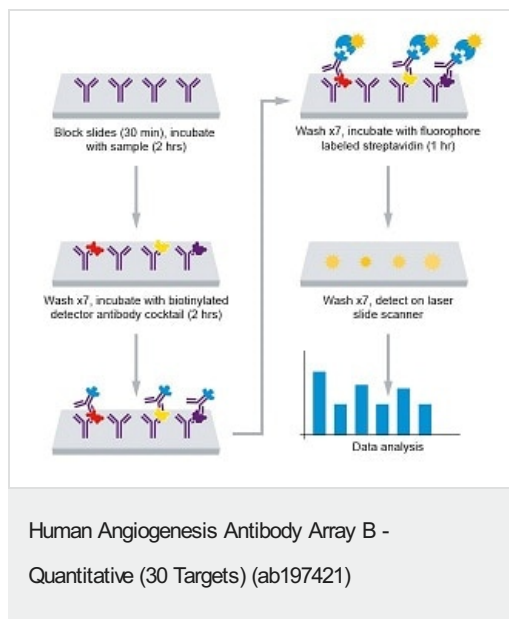 Block slides (30 min), incubate
with sample (2 hrs)
Wash x7, incubate with biotinylated
detector antibody cocktail (2 hrs)
Wash x7, incubate with fluorophore
labeled streptavidin (1 hr)
Wash x7, detect on laser
slide scanner
Data analysis
Human Angiogenesis Antibody Array B -
Quantitative (30 Targets) (ab197421)